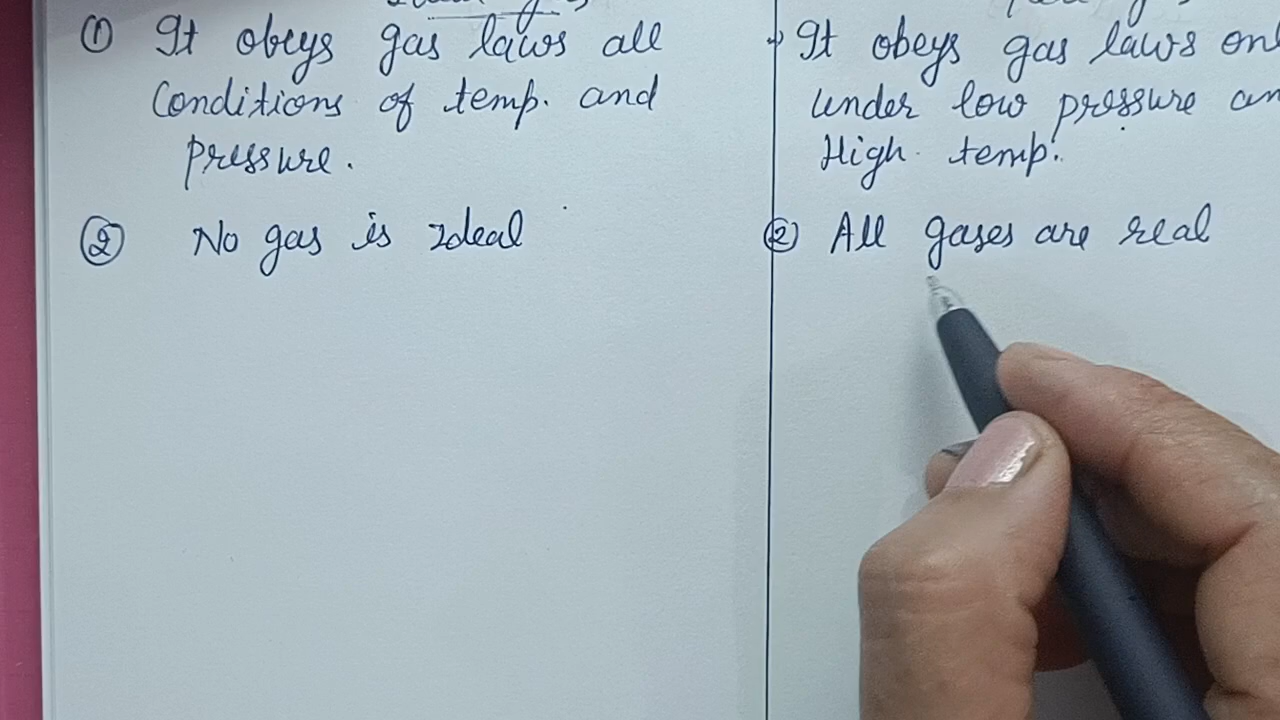 ① It obeys gas laws all
conditions of temp. and
pressure.
② No gas is Ideal
It obeys gas laws
under low pressure
High temp.
② All gases are real